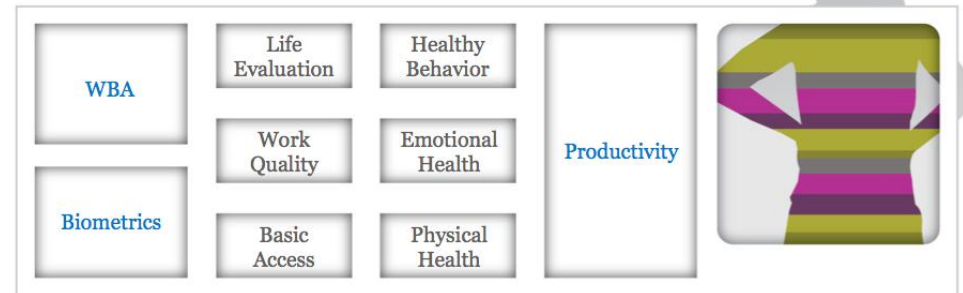 WBA
Biometrics
Life
Evaluation
Work
Quality
Basic
Access
Healthy
Behavior
Emotional
Health
Physical
Health
Productivity